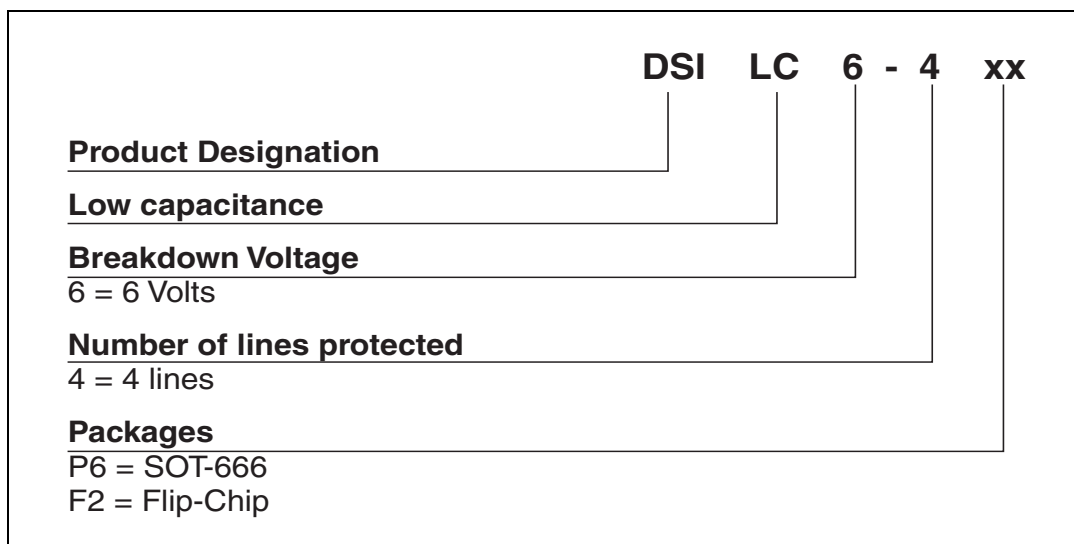 DSI LC 6 - 4 xx
Product Designation
Low capacitance
Breakdown Voltage
6 = 6 Volts
Number of lines protected
4 = 4 lines
Packages
P6 = SOT-666
F2 = Flip-Chip